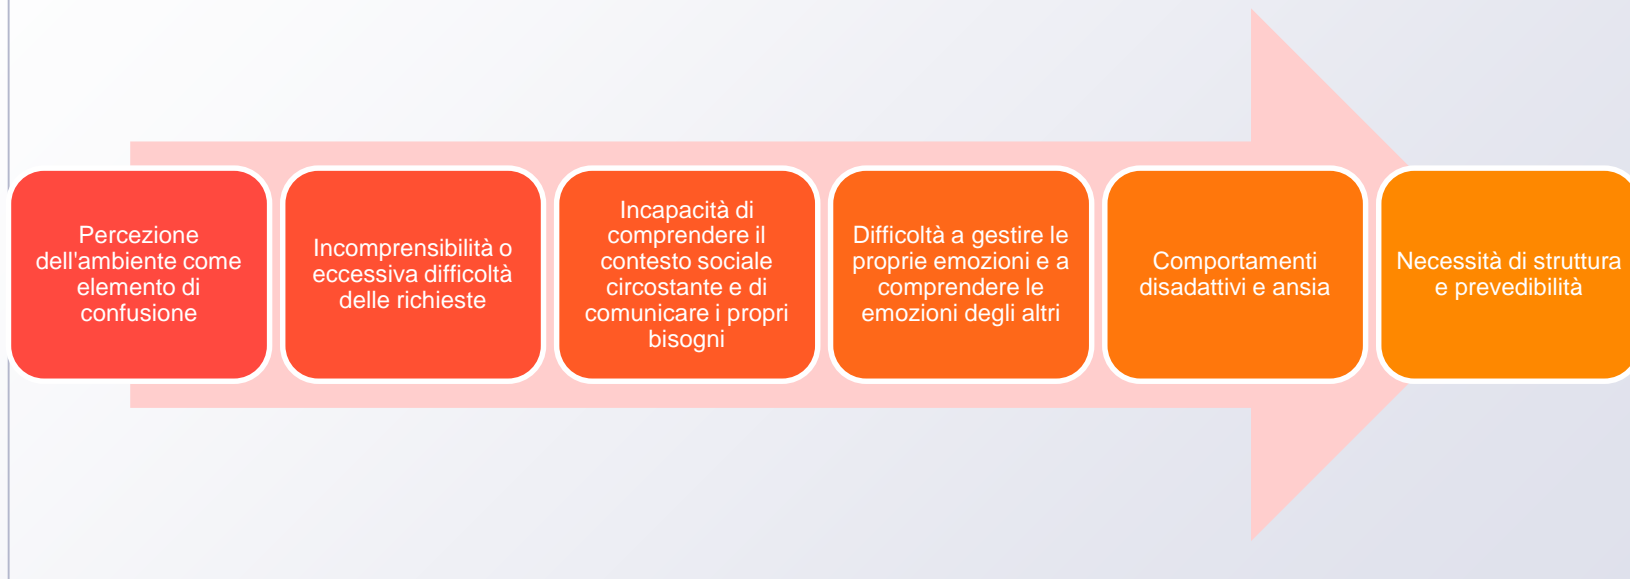 Percezione
dell'ambiente come
elemento di
confusione
Incomprensibilità o
eccessiva difficoltà
delle richieste
Incapacità di
comprendere il
contesto sociale
circostante e di
comunicare i propri
bisogni
Difficoltà a gestire le
proprie emozioni e a
comprendere le
emozioni degli altri
Comportamenti
disadattivi e ansia
Necessità di struttura
e prevedibilità